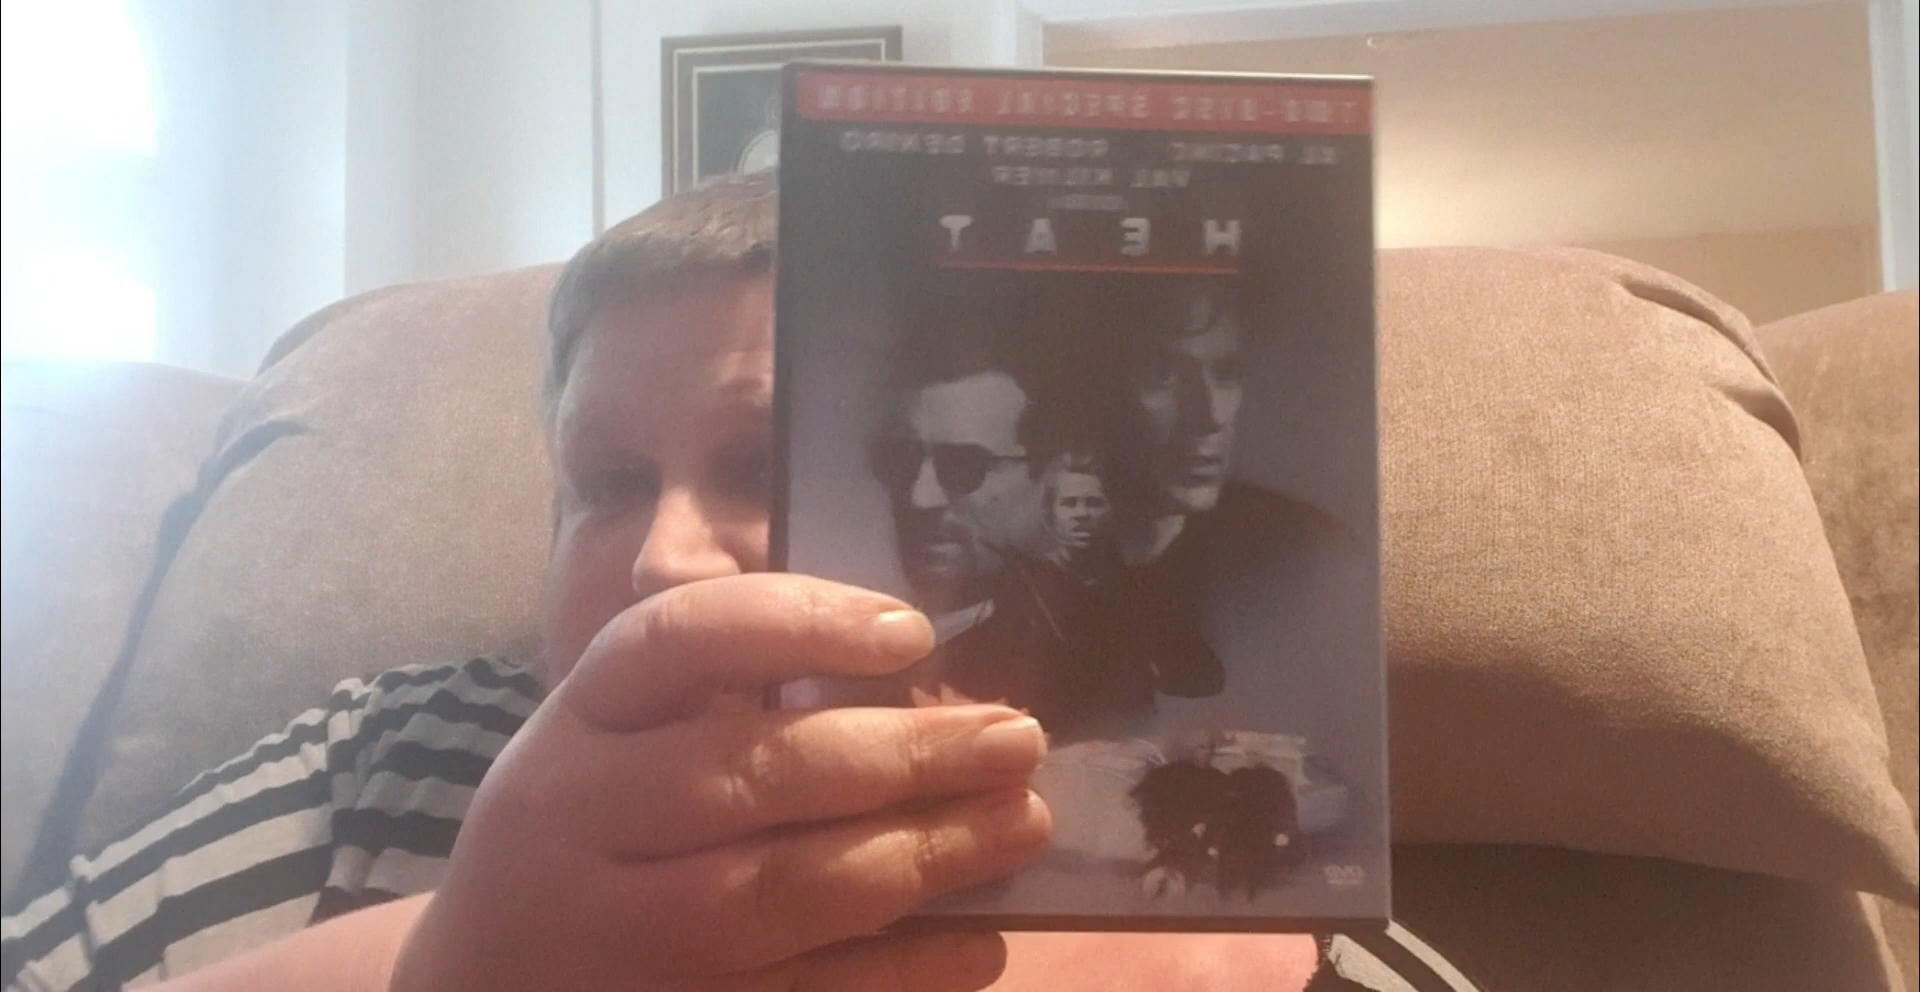 TWO-DISC SPECIAL EDITION
AL PACINO ROBERT DENIRO
VAL KILMER
HEAT
DVD